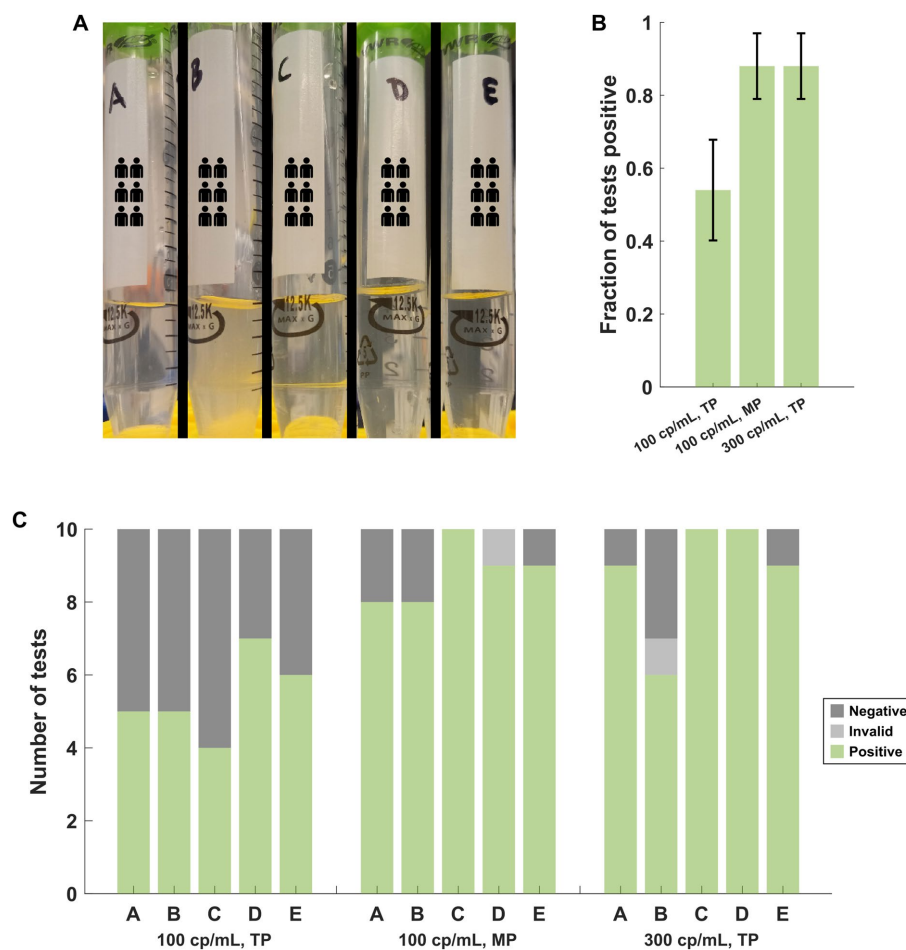 A
A
B
C
D
E
12.5K
MAX x G
12.5K
MAX x G
12.5K
MAX x G
12.5K
MAX x G
12.5K
MAX x G
2
2
B
Fraction of tests positive
1
0.8
0.6
0.4
0.2
0
100 cp/mL, TP
100 cp/mL, MP
300 cp/mL, TP
C
Number of tests
10
8
6
4
2
0
A B C D E
A B C D E
A B C D E
100 cp/mL, TP
100 cp/mL, MP
300 cp/mL, TP
Negative
Invalid
Positive